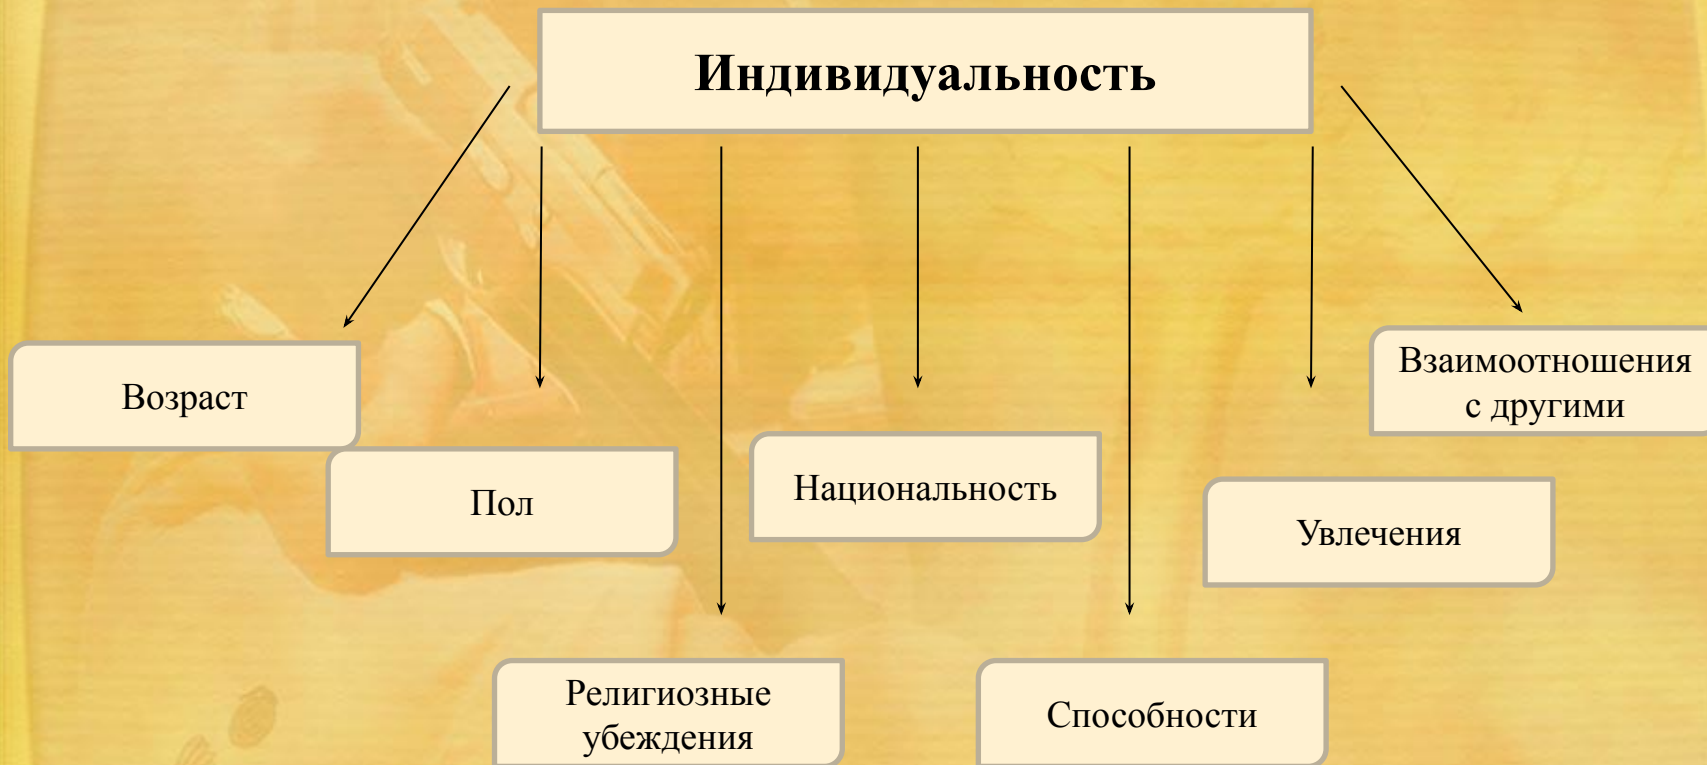 Индивидуальность
Возраст
Пол
Религиозные
убеждения
Национальность
Способности
Увлечения
Взаимоотношения
с другими